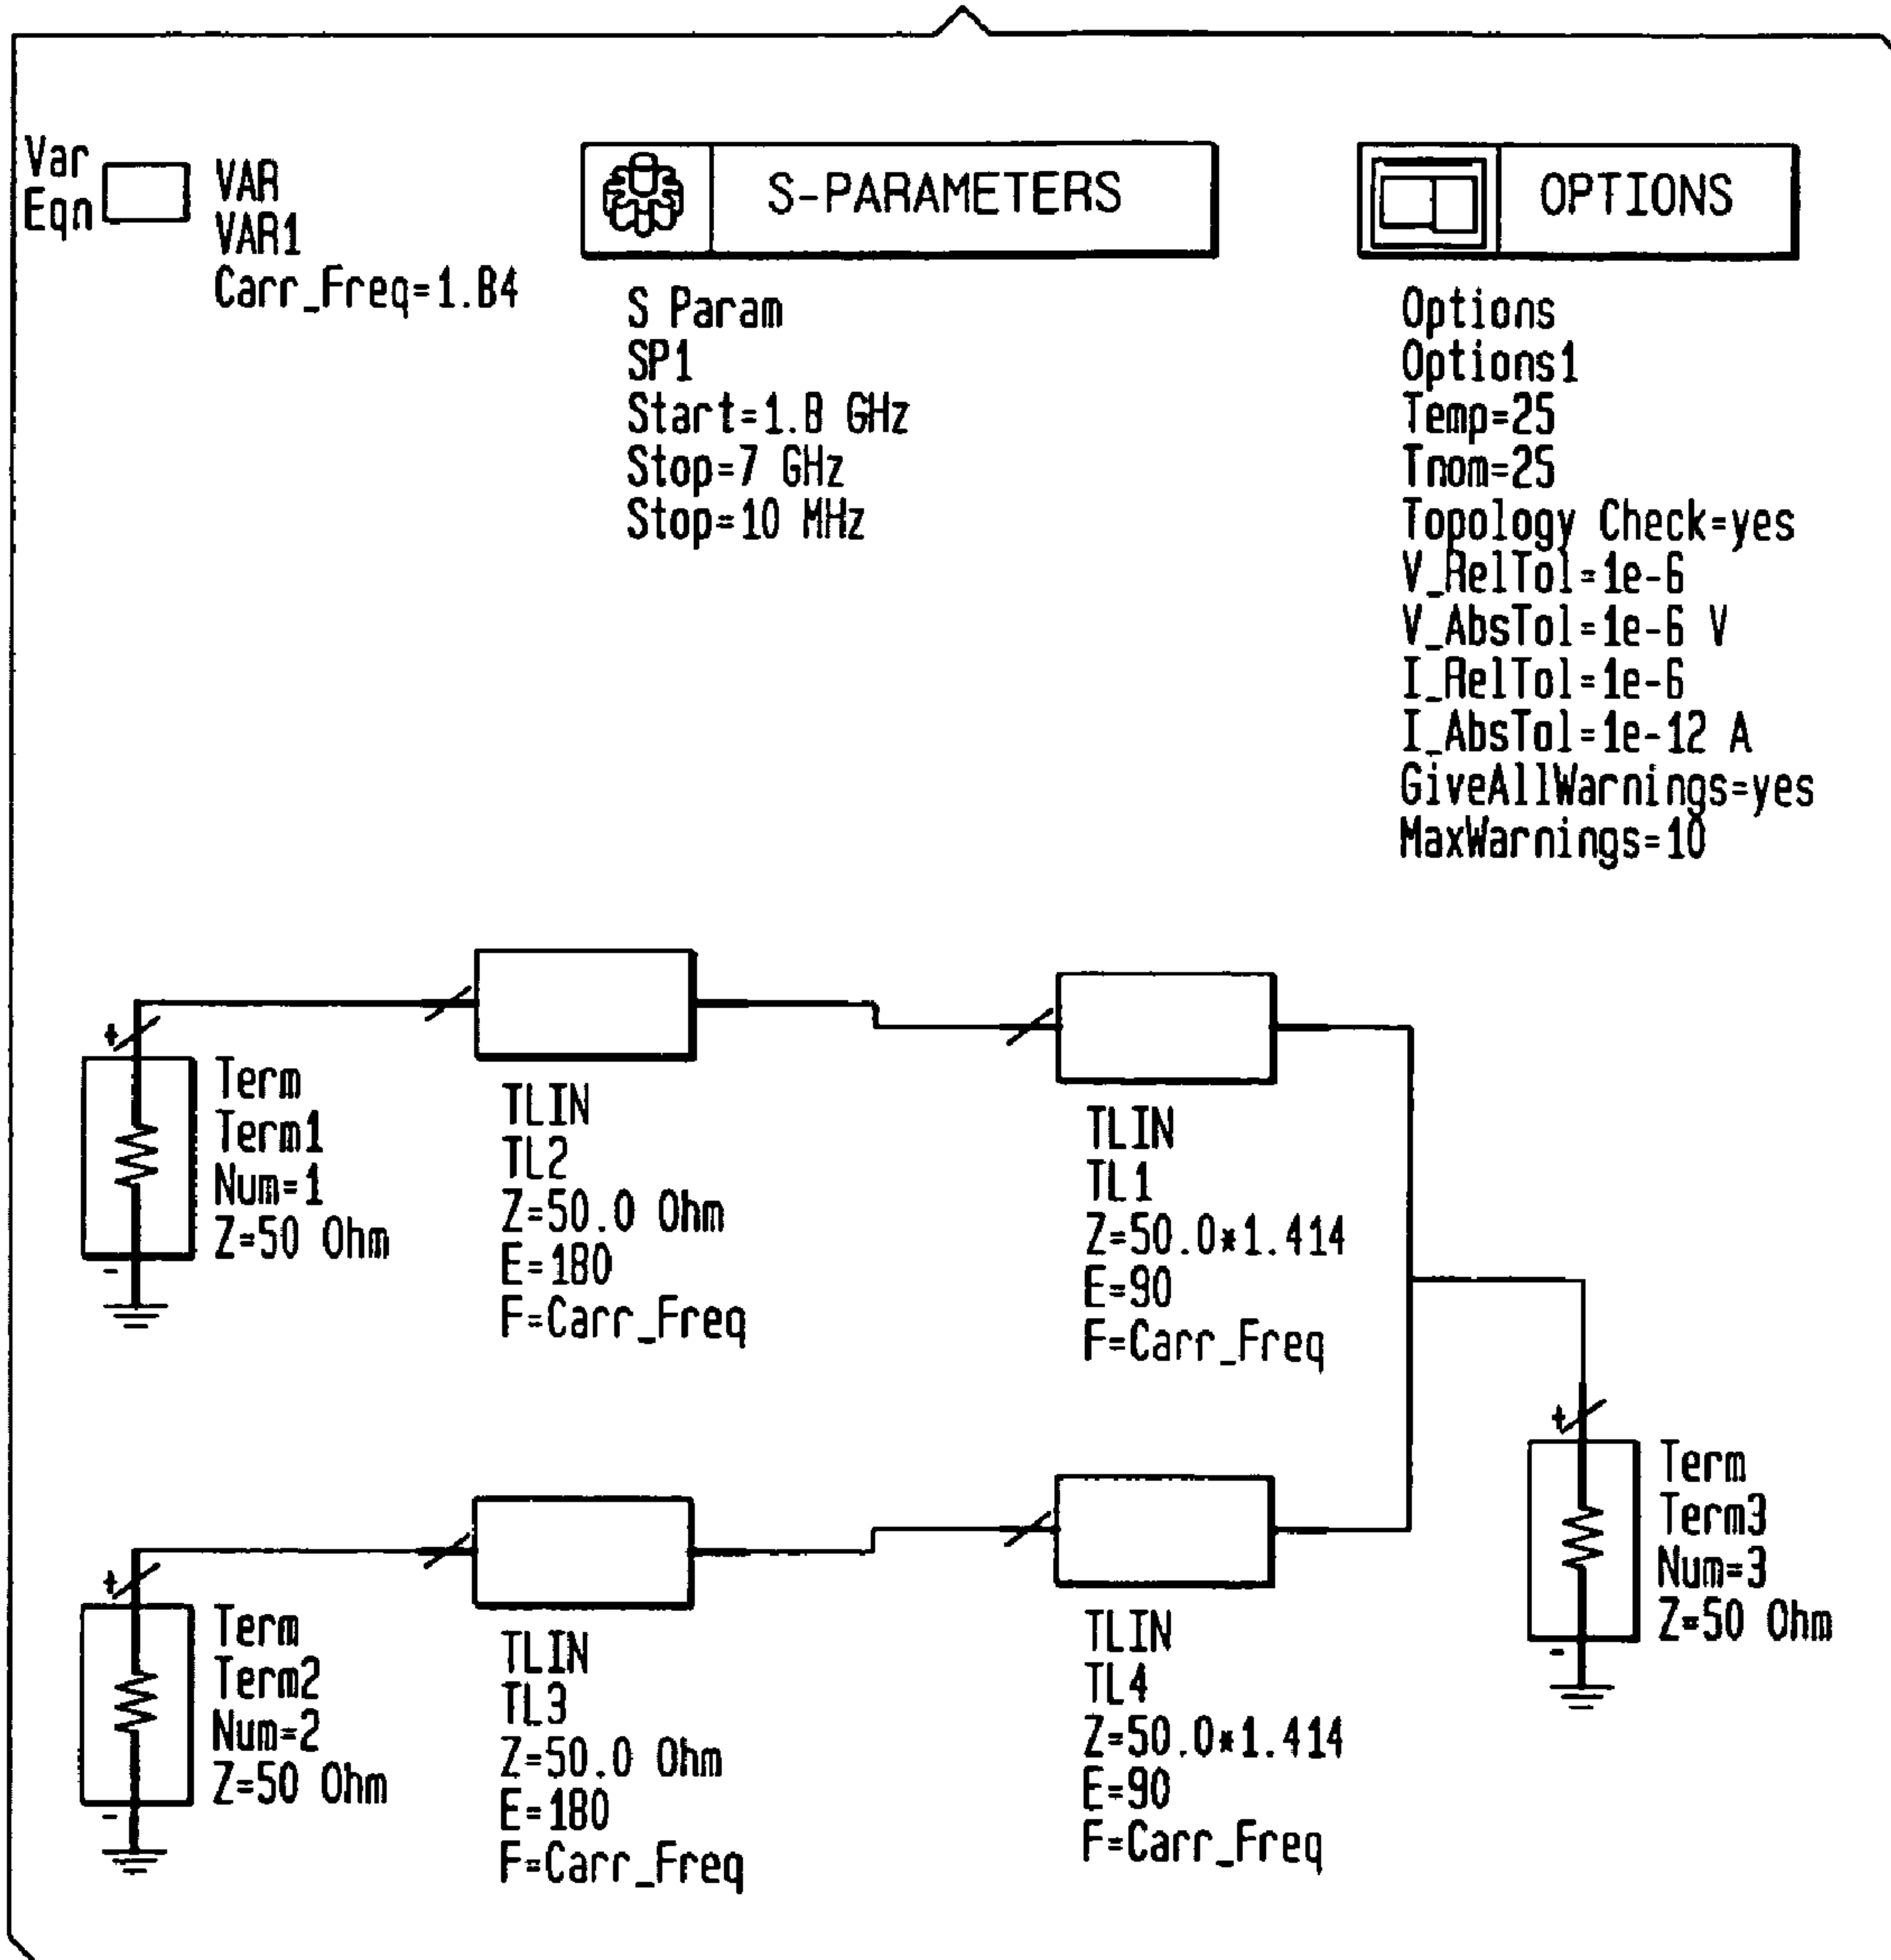 Var
Eqn
VAR
VAR1
Carr_Freq=1.84
S-PARAMETERS
S Param
SP1
Start=1.8 GHz
Stop=7 GHz
Stop=10 MHz
OPTIONS
Options
Options1
Temp=25
Tnom=25
Topology Check=yes
V_RelTol=1e-6
V_AbsTol=1e-6 V
I_RelTol=1e-6
I_AbsTol=1e-12 A
GiveAllWarnings=yes
MaxWarnings=10
+
Term
Term1
Num=1
Z=50 Ohm
-
TLIN
TL2
Z=50.0 Ohm
E=180
F=Carr_Freq
TLIN
TL1
Z=50.0*1.414
E=90
F=Carr_Freq
+
Term
Term2
Num=2
Z=50 Ohm
-
TLIN
TL3
Z=50.0 Ohm
E=180
F=Carr_Freq
TLIN
TL4
Z=50.0*1.414
E=90
F=Carr_Freq
+
Term
Term3
Num=3
Z=50 Ohm
-